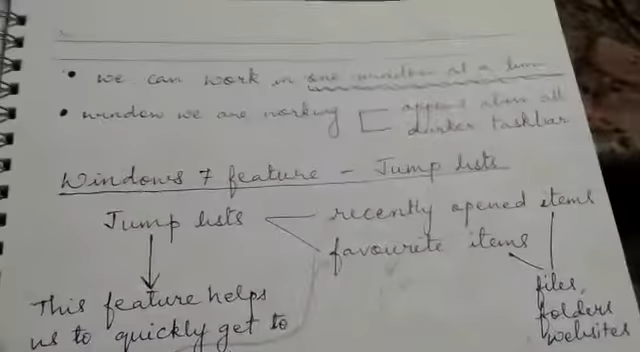 • we can work in one window at a time
• window we are working [ appears above all
darker taskbar
Windows 7 feature - Jump lists
Jump lists
recently opened items
favourite items
files,
folders
websites
This feature helps
us to quickly get to